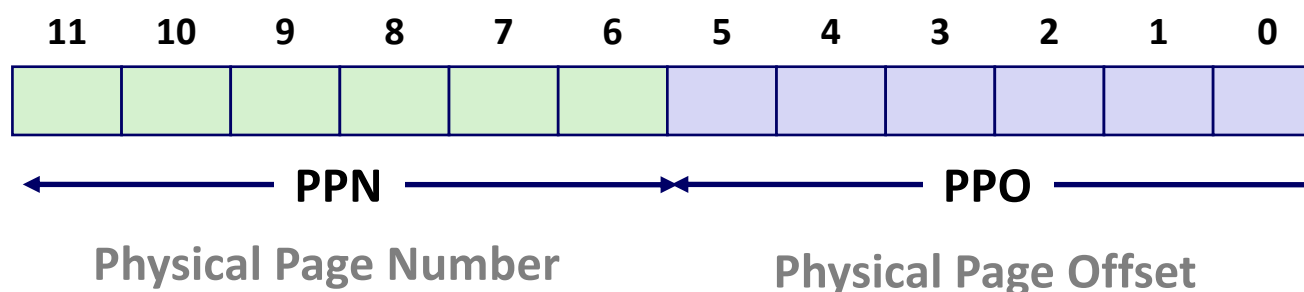 11 10 9 8 7 6 5 4 3 2 1 0
PPN PPO
Physical Page Number Physical Page Offset